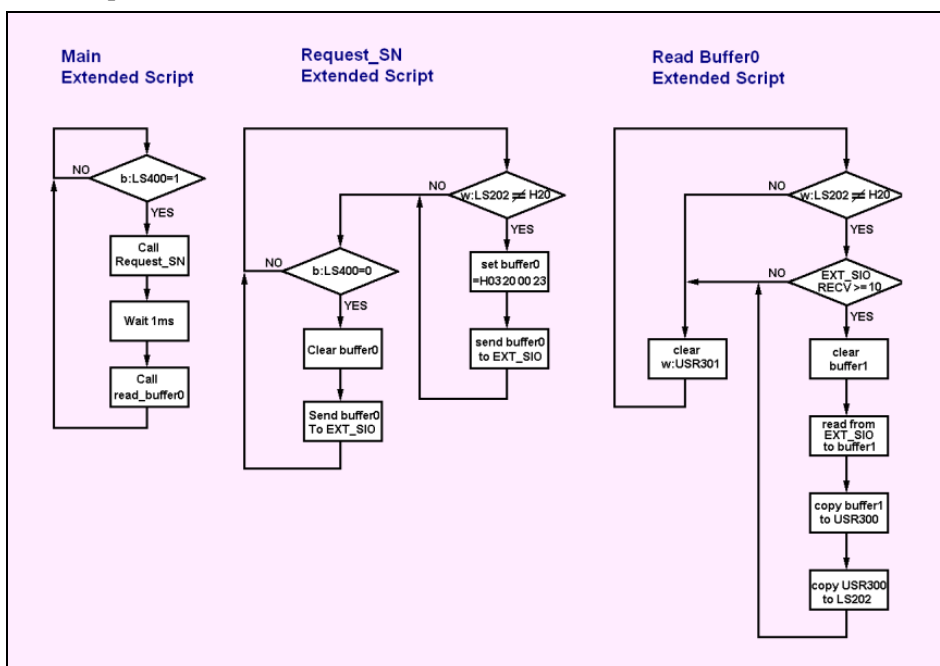 Main
Extended Script
NO
b:LS400=1
YES
Call
Request_SN
Wait 1ms
Call
read_buffer0
Request_SN
Extended Script
NO
w:LS202 ≠ H20
YES
NO
b:LS400=0
YES
set buffer0
=H03 20 00 23
Clear buffer0
send buffer0
to EXT_SIO
Send buffer0
To EXT_SIO
Read Buffer0
Extended Script
NO
w:LS202 ≠ H20
YES
NO
EXT_SIO
RECV >= 10
YES
clear
w:USR301
clear
buffer1
read from
EXT_SIO
to buffer1
copy buffer1
to USR300
copy USR300
to LS202